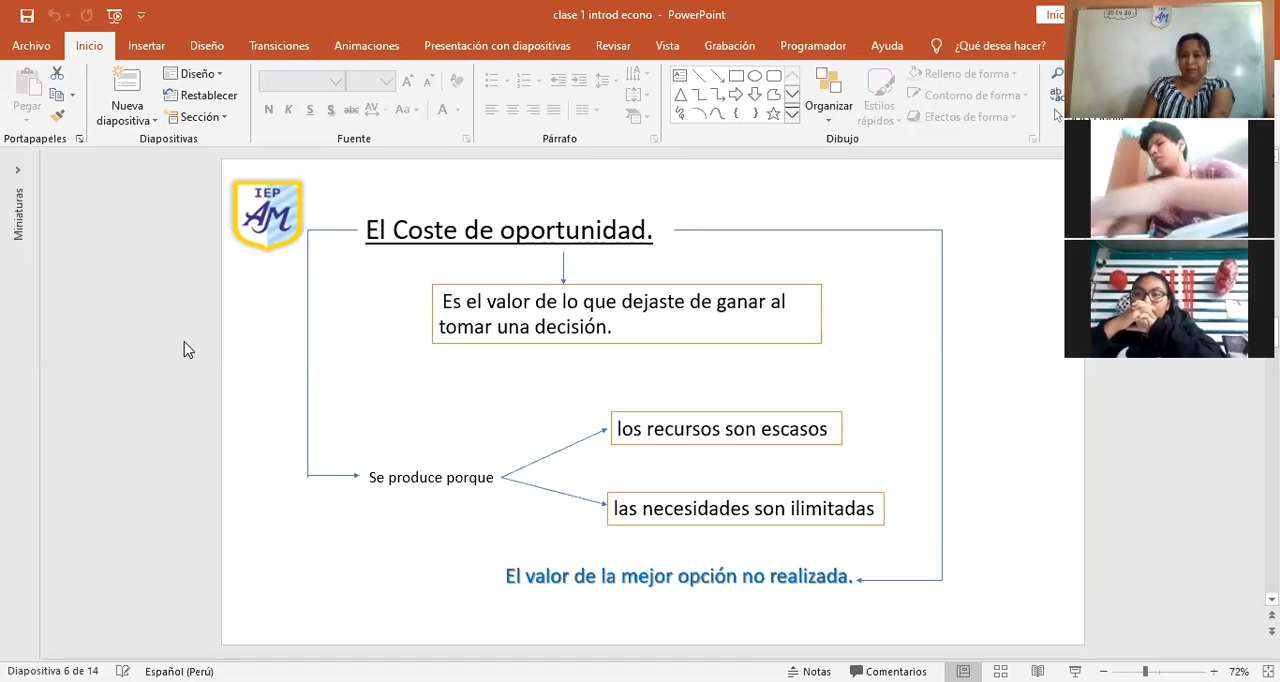 clase 1 introd econo - PowerPoint
Inic
Archivo Inicio Insertar Diseño Transiciones Animaciones Presentación con diapositivas Revisar Vista Grabación Programador Ayuda ¿Qué desea hacer?
Pegar
Nueva diapositiva
Diseño
Restablecer
Sección
N K S S abc AV Aa A
Organizar
Estilos rápidos
Relleno de forma
Contorno de forma
Efectos de forma
Portapapeles Diapositivas Fuente Párrafo Dibujo
Miniaturas
IEP
AM
El Coste de oportunidad.
Es el valor de lo que dejaste de ganar al
tomar una decisión.
los recursos son escasos
Se produce porque
las necesidades son ilimitadas
El valor de la mejor opción no realizada.
Diapositiva 6 de 14 Español (Perú) Notas Comentarios 72%